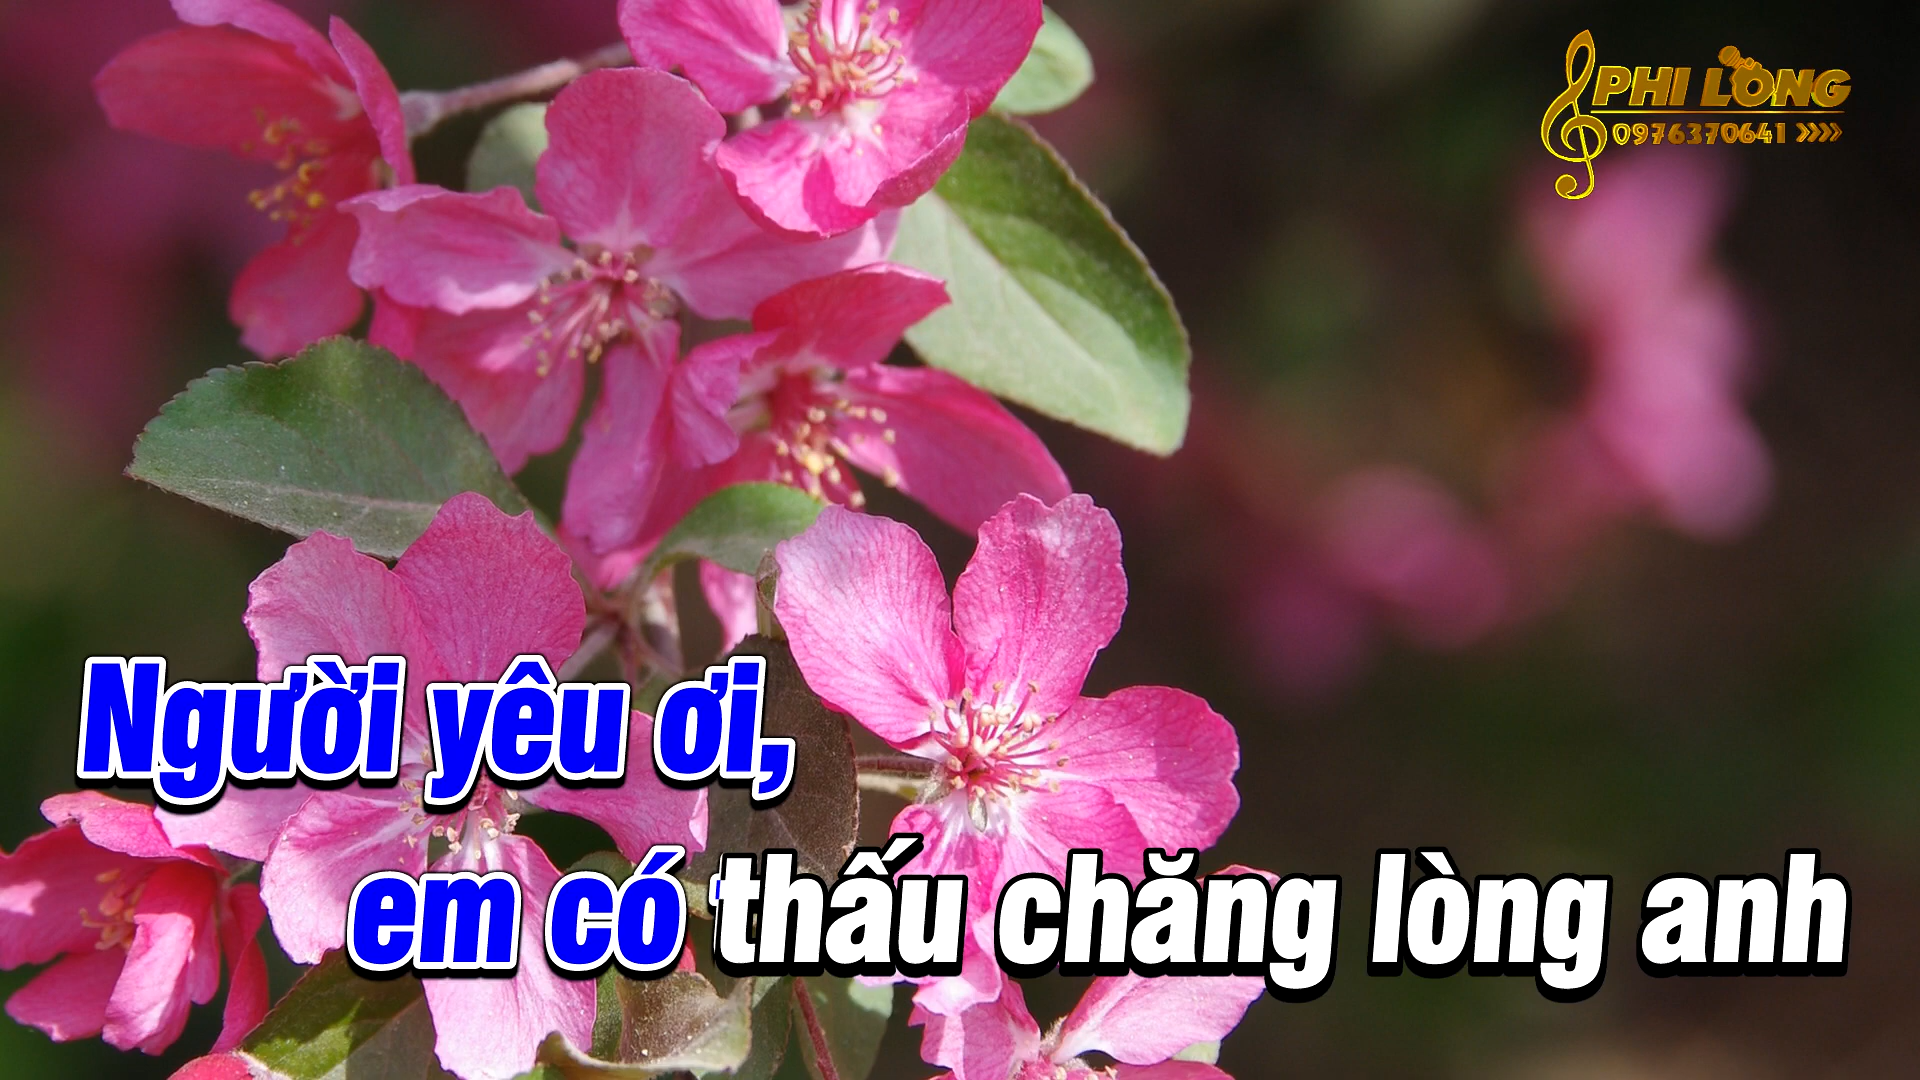 PHI LONG
0976370641
Người yêu ơi,
em có thấu chăng lòng anh